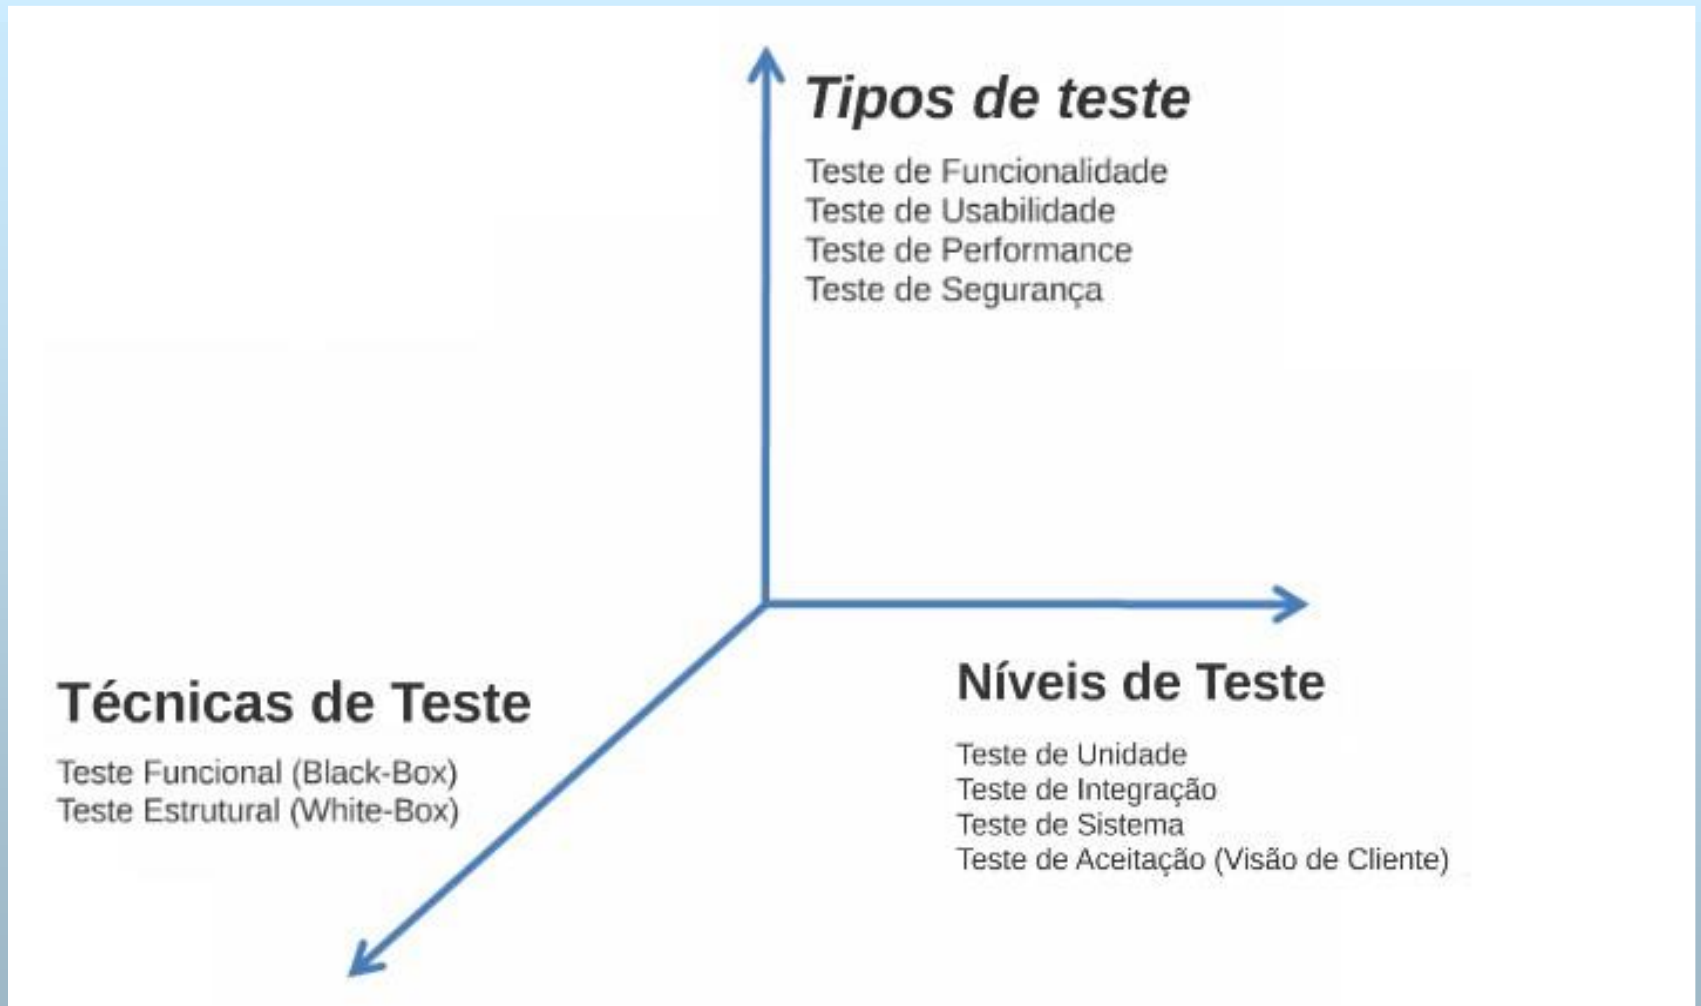 Tipos de teste
Teste de Funcionalidade
Teste de Usabilidade
Teste de Performance
Teste de Segurança
Técnicas de Teste
Teste Funcional (Black-Box)
Teste Estrutural (White-Box)
Níveis de Teste
Teste de Unidade
Teste de Integração
Teste de Sistema
Teste de Aceitação (Visão de Cliente)